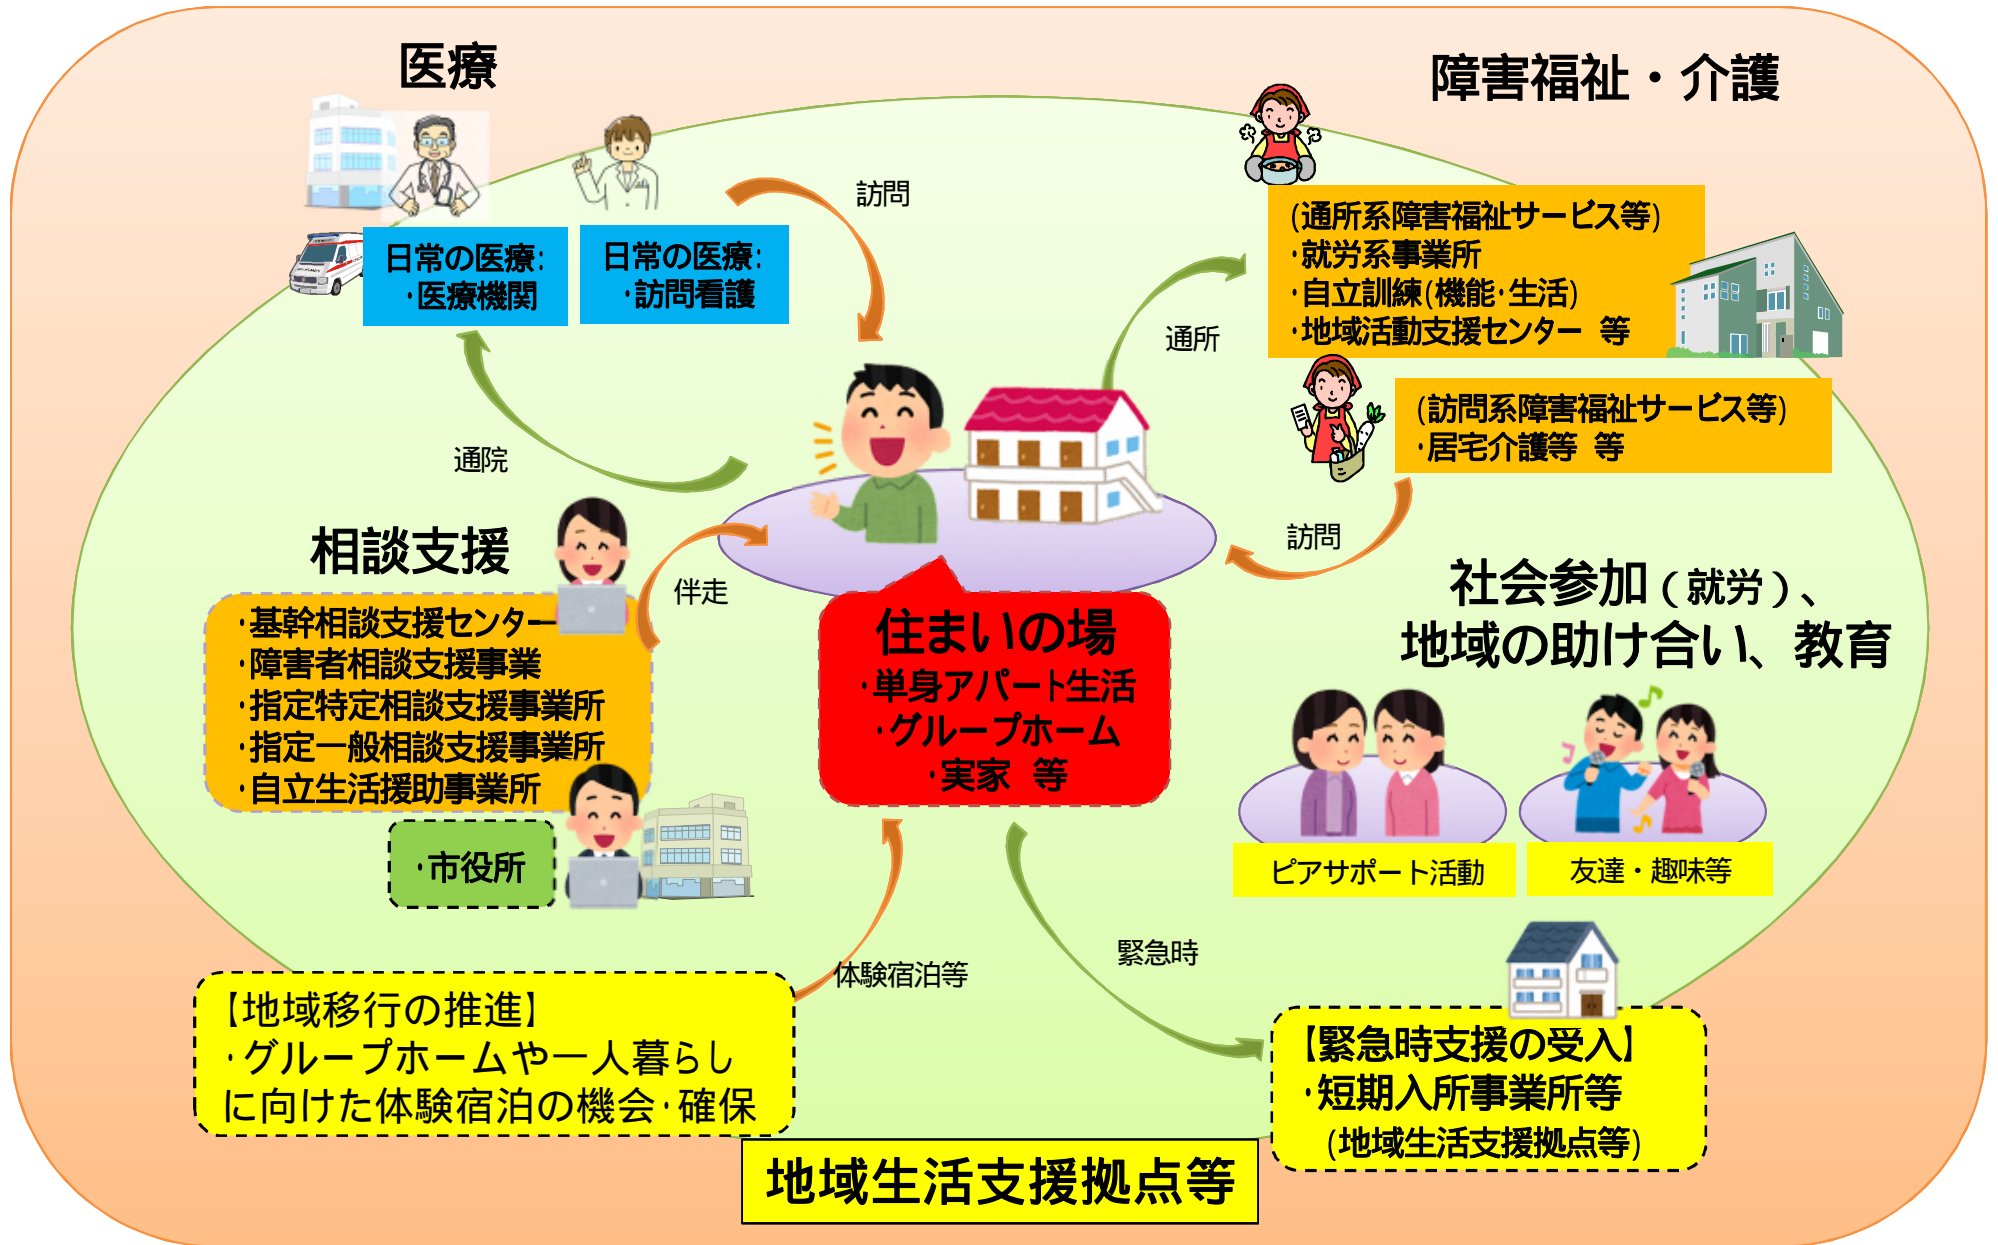 医療
障害福祉・介護
訪問
日常の医療:
・医療機関
日常の医療:
・訪問看護
(通所系障害福祉サービス等)
・就労系事業所
・自立訓練(機能・生活)
・地域活動支援センター 等
通所
(訪問系障害福祉サービス等)
・居宅介護等 等
通院
訪問
相談支援
伴走
・基幹相談支援センター
・障害者相談支援事業
・指定特定相談支援事業所
・指定一般相談支援事業所
・自立生活援助事業所
・市役所
住まいの場
・単身アパート生活
・グループホーム
・実家 等
社会参加(就労)、
地域の助け合い、教育
ピアサポート活動
友達・趣味等
体験宿泊等
緊急時
【地域移行の推進】
・グループホームや一人暮らし
に向けた体験宿泊の機会・確保
【緊急時支援の受入】
・短期入所事業所等
(地域生活支援拠点等)
地域生活支援拠点等